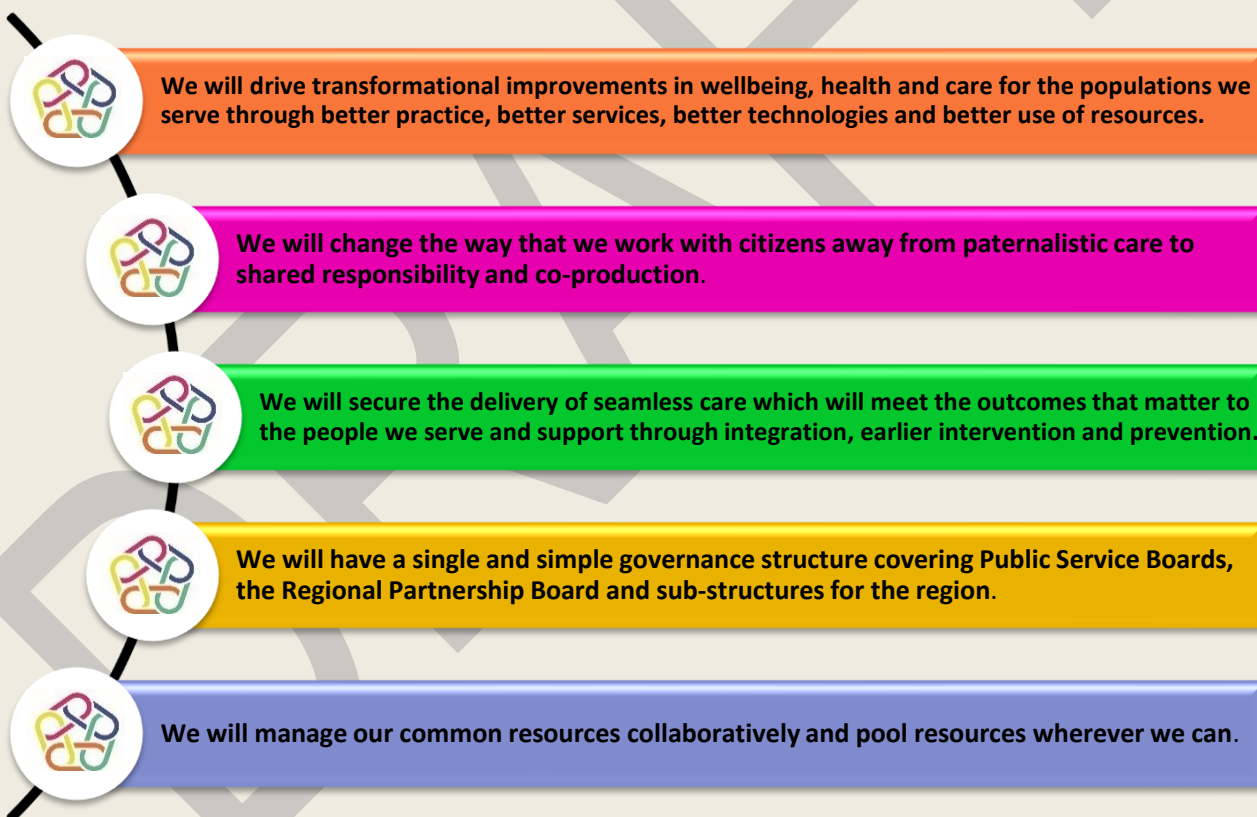 We will drive transformational improvements in wellbeing, health and care for the populations we
serve through better practice, better services, better technologies and better use of resources.
We will change the way that we work with citizens away from paternalistic care to
shared responsibility and co-production.
We will secure the delivery of seamless care which will meet the outcomes that matter to
the people we serve and support through integration, earlier intervention and prevention.
We will have a single and simple governance structure covering Public Service Boards,
the Regional Partnership Board and sub-structures for the region.
We will manage our common resources collaboratively and pool resources wherever we can.